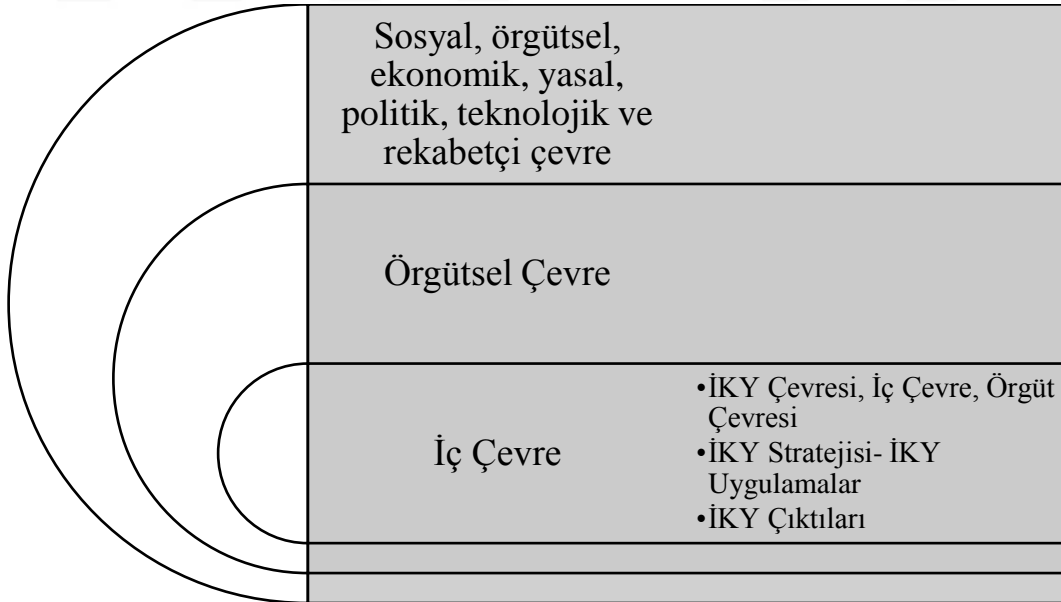 Sosyal, örgütsel,
ekonomik, yasal,
politik, teknolojik ve
rekabetçi çevre
Örgütsel Çevre
İç Çevre
•İKY Çevresi, İç Çevre, Örgüt
Çevresi
•İKY Stratejisi- İKY
Uygulamalar
•İKY Çıktıları